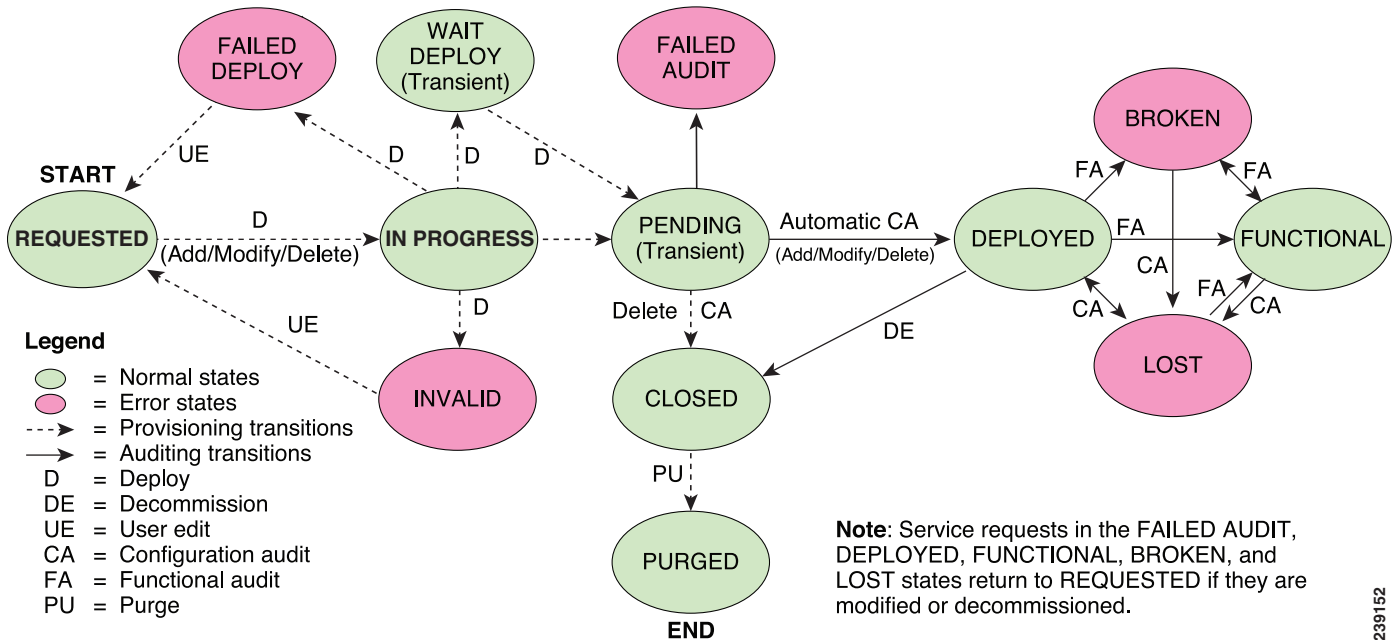 FAILED
DEPLOY
WAIT
DEPLOY
(Transient)
FAILED
AUDIT
BROKEN
UE
D
D
D
FA
FA
START
REQUESTED
D
(Add/Modify/Delete)
IN PROGRESS
PENDING
(Transient)
Automatic CA
(Add/Modify/Delete)
DEPLOYED
FA
FUNCTIONAL
CA
FA
CA
CA
UE
D
Delete
CA
DE
INVALID
CLOSED
LOST
PU
PURGED
END
Legend
= Normal states
= Error states
= Provisioning transitions
= Auditing transitions
D = Deploy
DE = Decommission
UE = User edit
CA = Configuration audit
FA = Functional audit
PU = Purge
Note: Service requests in the FAILED AUDIT,
DEPLOYED, FUNCTIONAL, BROKEN, and
LOST states return to REQUESTED if they are
modified or decommissioned.
239152